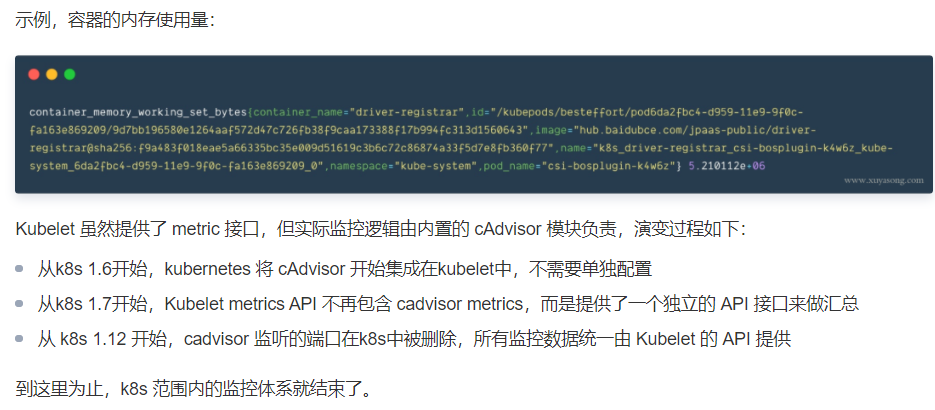 示例，容器的内存使用量：
container_memory_working_set_bytes{container_name="driver-registrar",id="/kubepods/besteffort/pod6da2fbc4-d959-11e9-9f0c-
fa163e869209/9d7bb196580e1264aaf572d47c726fb38f9caa173388f17b994fc313d1560643",image="hub.baidubce.com/jpaas-public/driver-
registrar@sha256:f9a483f018eae5a66335bc35e009d51619c3b6c72c86874a33f5d7e8fb360f77",name="k8s_driver-registrar_csi-bosplugin-k4w6z_kube-
system_6da2fbc4-d959-11e9-9f0c-fa163e869209_0",namespace="kube-system",pod_name="csi-bosplugin-k4w6z"} 5.210112e+06
www.xuyasong.com
Kubelet 虽然提供了 metric 接口，但实际监控逻辑由内置的 cAdvisor 模块负责，演变过程如下：
从k8s 1.6开始，kubernetes 将 cAdvisor 开始集成在kubelet中，不需要单独配置
从k8s 1.7开始，Kubelet metrics API 不再包含 cadvisor metrics，而是提供了一个独立的 API 接口来做汇总
从 k8s 1.12 开始，cadvisor 监听的端口在k8s中被删除，所有监控数据统一由 Kubelet 的 API 提供
到这里为止，k8s 范围内的监控体系就结束了。